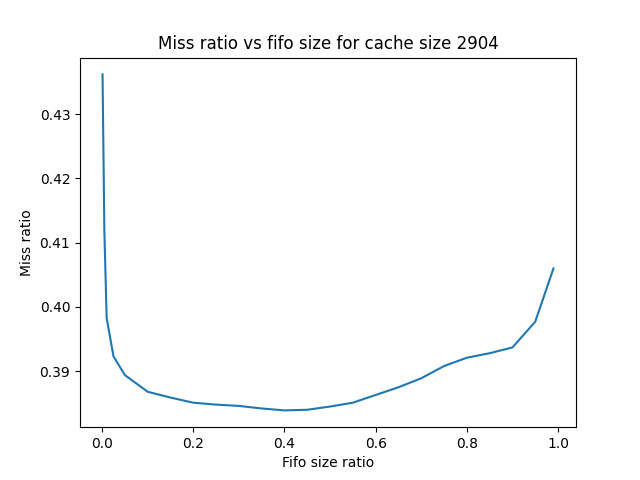 Miss ratio vs fifo size for cache size 2904
0.43
0.42
0.41
0.40
0.39
Miss ratio
0.0 0.2 0.4 0.6 0.8 1.0
Fifo size ratio